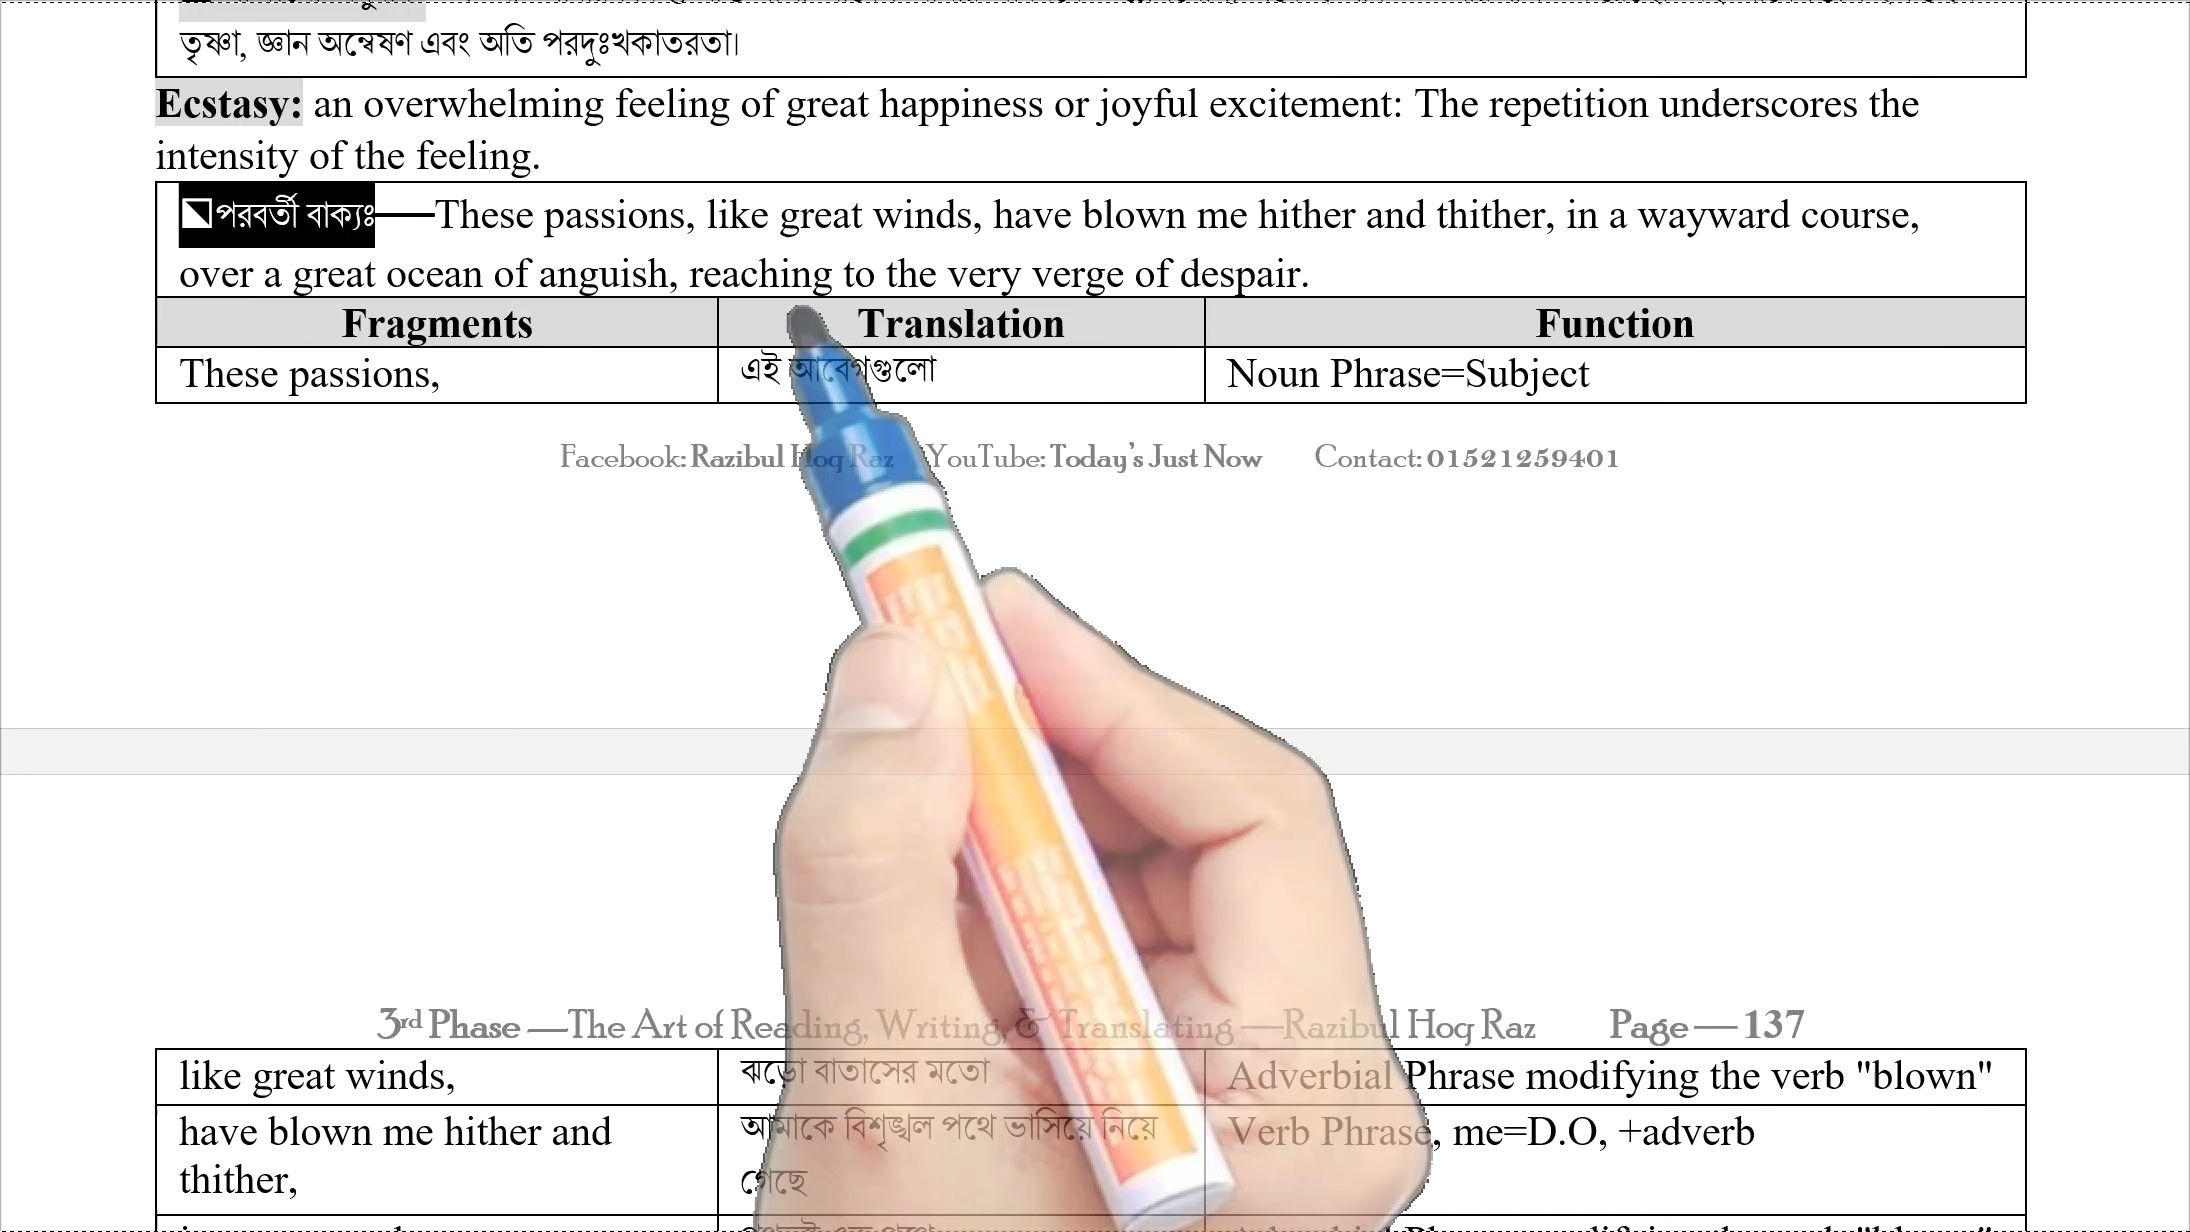 তৃষ্ণা, জ্ঞান অন্বেষণ এবং অতি পরদুঃখকাতরতা।
Ecstasy: an overwhelming feeling of great happiness or joyful excitement: The repetition underscores the
intensity of the feeling.
পরবর্তী বাক্যঃ—These passions, like great winds, have blown me hither and thither, in a wayward course,
over a great ocean of anguish, reaching to the very verge of despair.
Fragments Translation Function
These passions, এই আবেগগুলো Noun Phrase=Subject
Facebook: Razibul Hoq Raz YouTube: Today's Just Now Contact: 01521259401
3rd Phase —The Art of Reading, Writing, & Translating —Razibul Hoq Raz Page — 137
like great winds, ঝড়ো বাতাসের মতো Adverbial Phrase modifying the verb "blown"
have blown me hither and আমাকে বিশৃঙ্খল পথে ভাসিয়ে নিয়ে Verb Phrase, me=D.O, +adverb
thither, গেছে